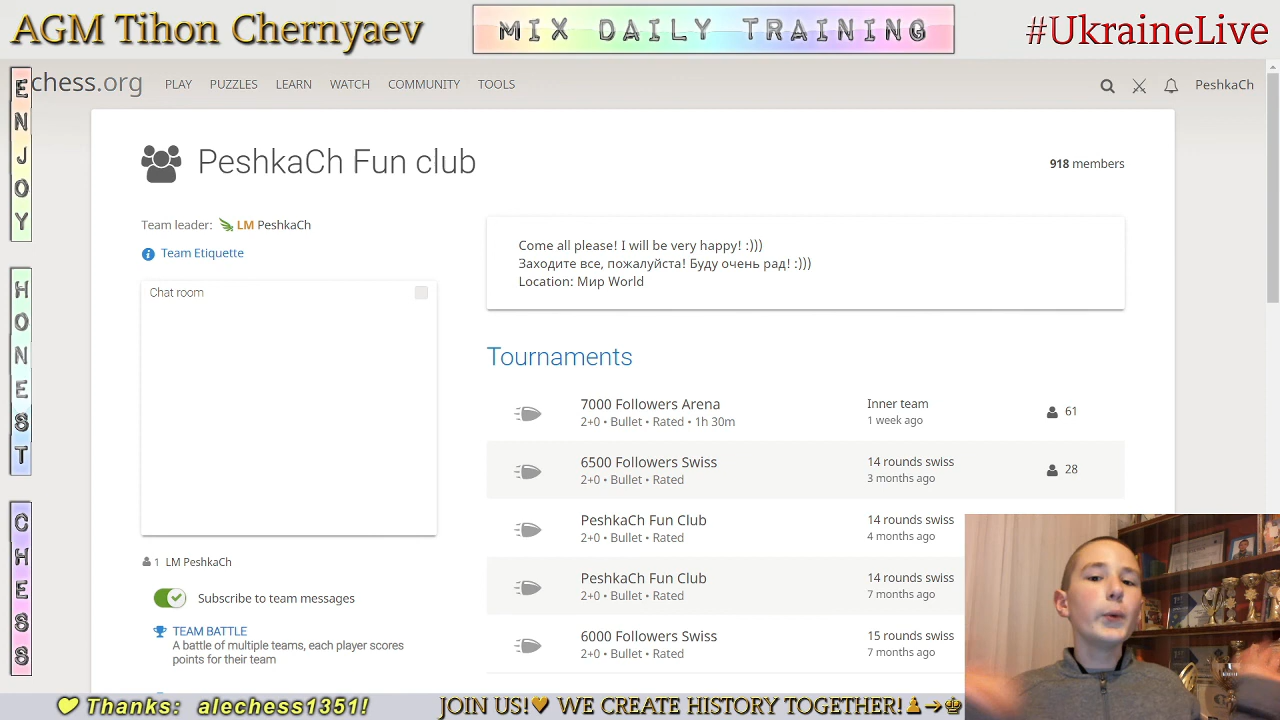 AGM Tihon Chernyaev
MIX DAILY TRAINING
#UkraineLive
ENJOY
HONEST
CHESS
chess.org
PLAY PUZZLES LEARN WATCH COMMUNITY TOOLS
PeshkaCh
PeshkaCh Fun club
918 members
Team leader: LM PeshkaCh
Team Etiquette
Chat room
1 LM PeshkaCh
Subscribe to team messages
TEAM BATTLE
A battle of multiple teams, each player scores
points for their team
Come all please! I will be very happy! :)))
Заходите все, пожалуйста! Буду очень рад! :)))
Location: Мир World
Tournaments
7000 Followers Arena Inner team 61
2+0 • Bullet • Rated • 1h 30m 1 week ago
6500 Followers Swiss 14 rounds swiss 28
2+0 • Bullet • Rated 3 months ago
PeshkaCh Fun Club 14 rounds swiss
2+0 • Bullet • Rated 4 months ago
PeshkaCh Fun Club 14 rounds swiss
2+0 • Bullet • Rated 7 months ago
6000 Followers Swiss 15 rounds swiss
2+0 • Bullet • Rated 7 months ago
Thanks: alechess1351!
JOIN US!🧡 WE CREATE HISTORY TOGETHER!♟→♚